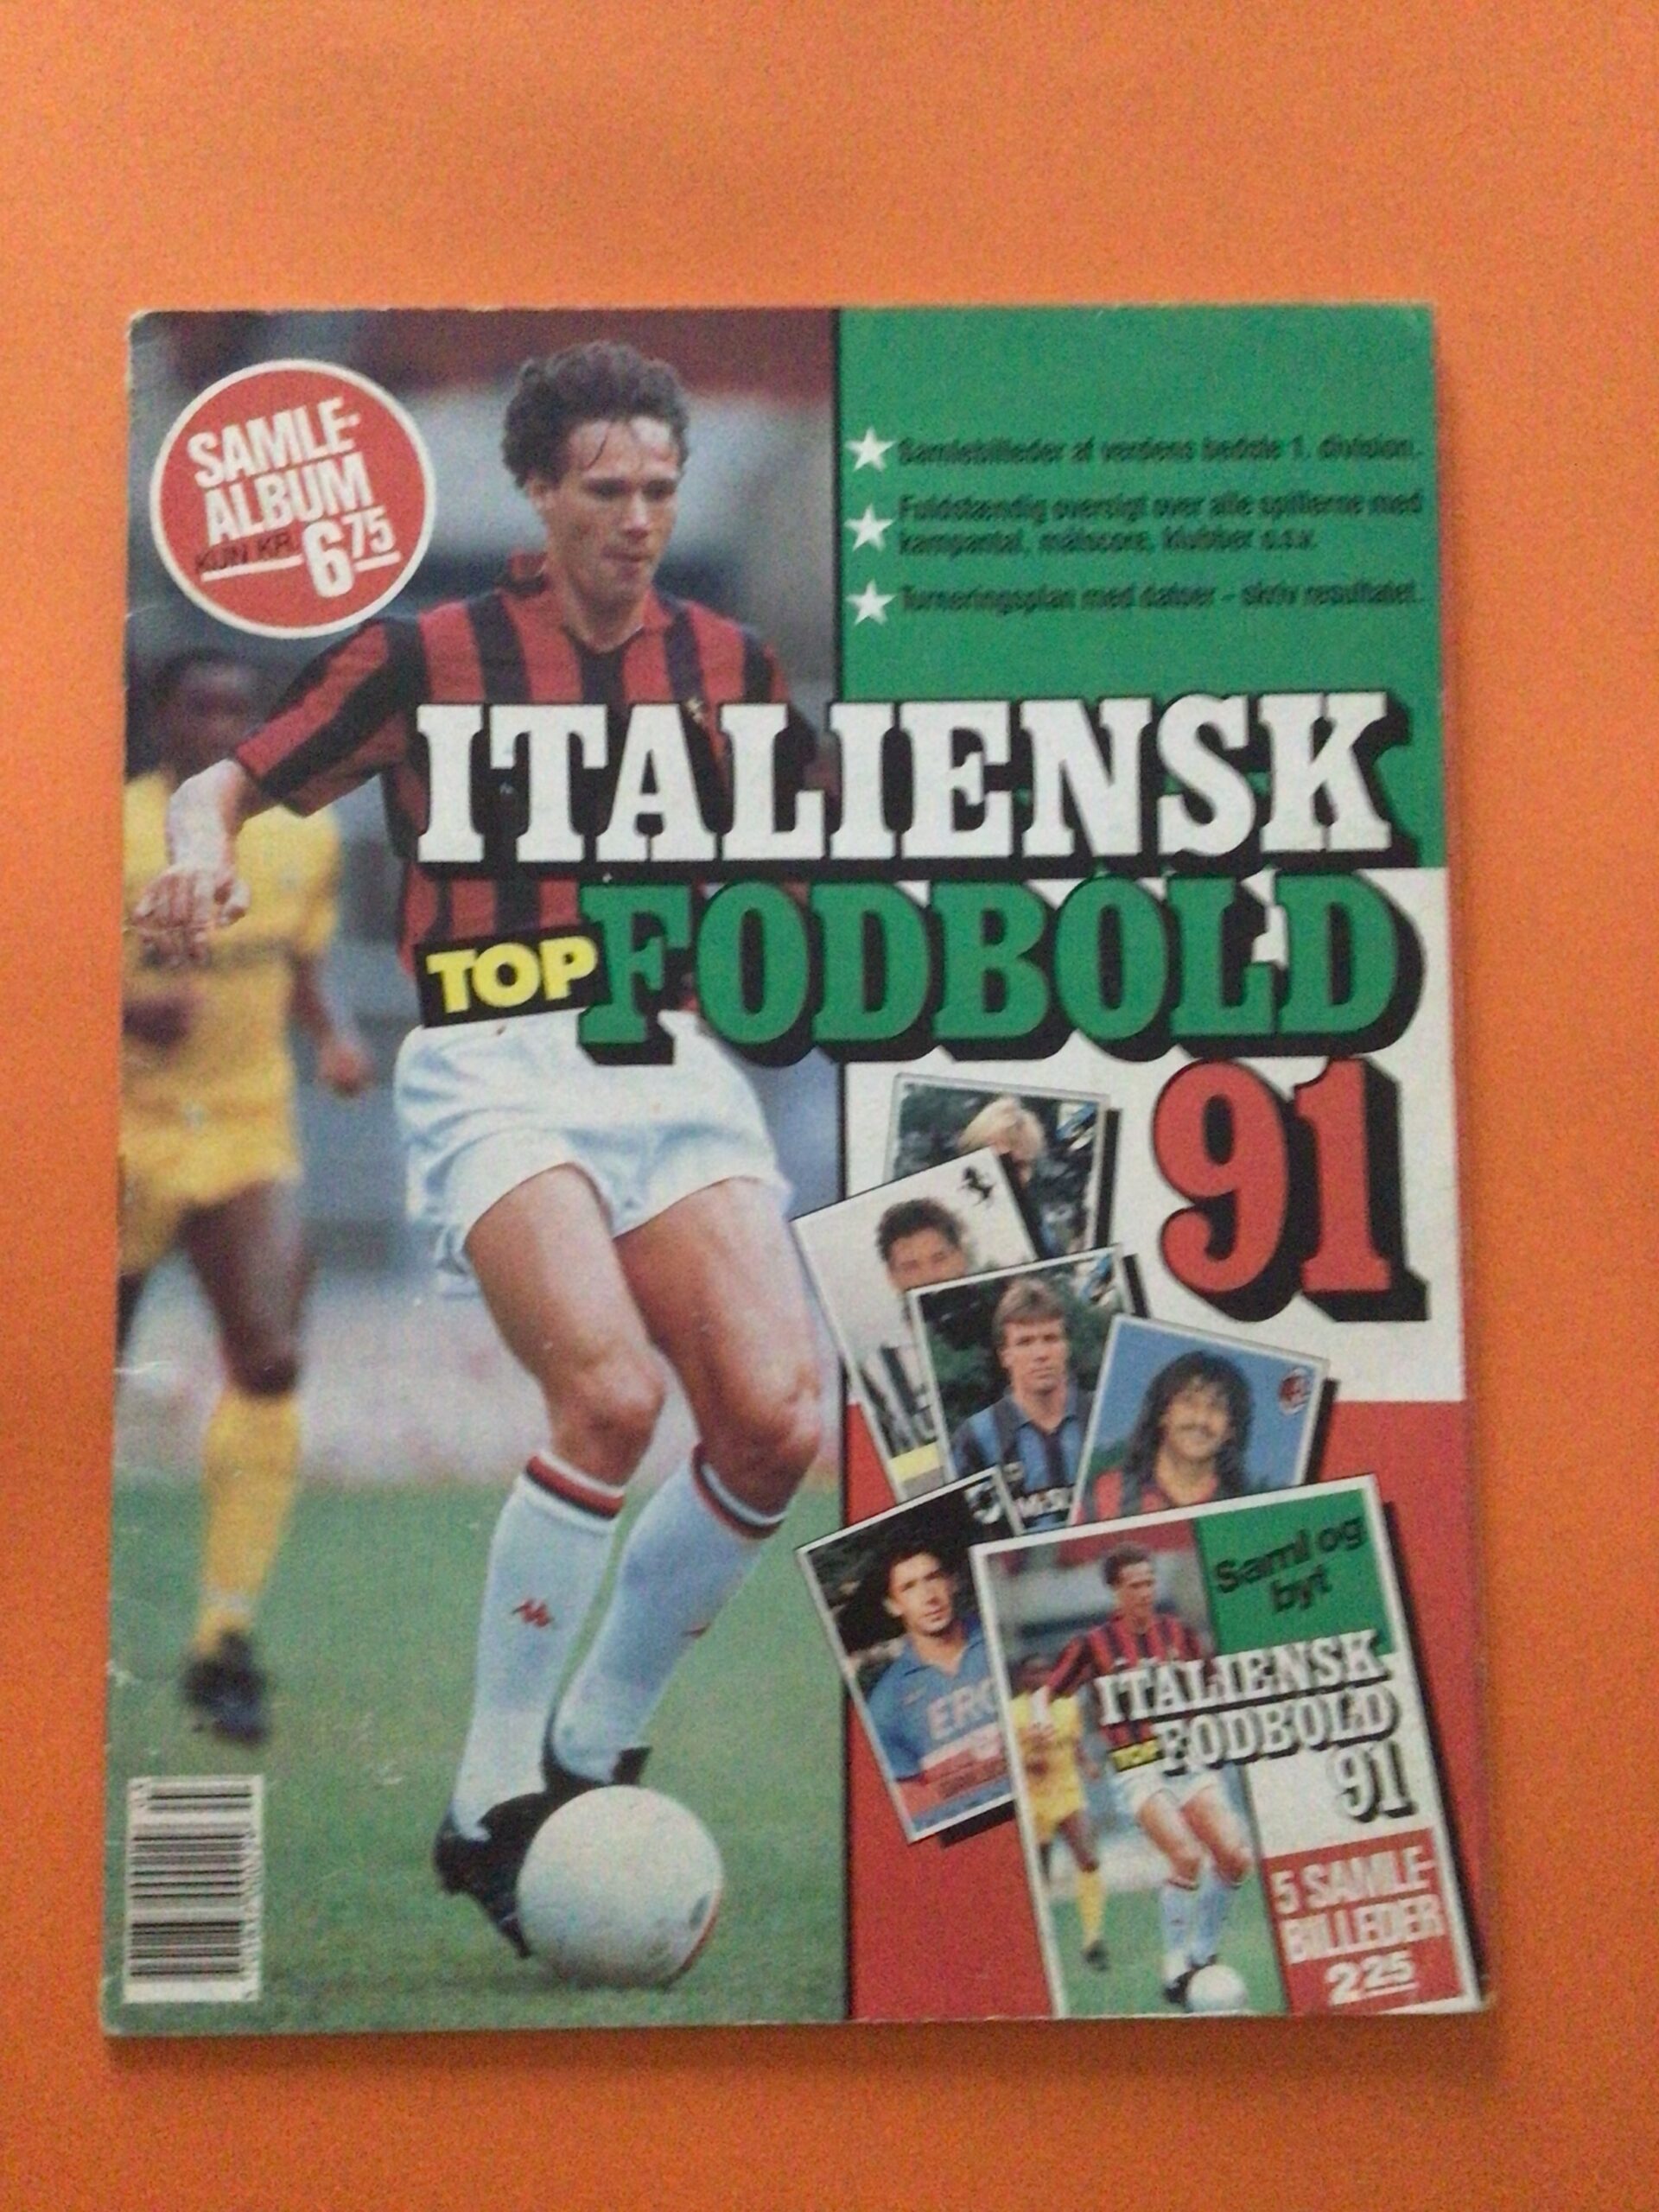 SAMLE-
ALBUM
KUN KR. 6 75
Samlebilleder af verdens bedste 1. division.
Fuldstændig oversigt over alle spillerne med
kampantal, målscore, klubber o.s.v.
Turneringsplan med datoer - skriv resultatet.
ITALIENSK
TOP FODBOLD
91
ERG
Saml og
byt
ITALIENSK
TOP FODBOLD
91
5 SAMLE-
BILLEDER
2 25